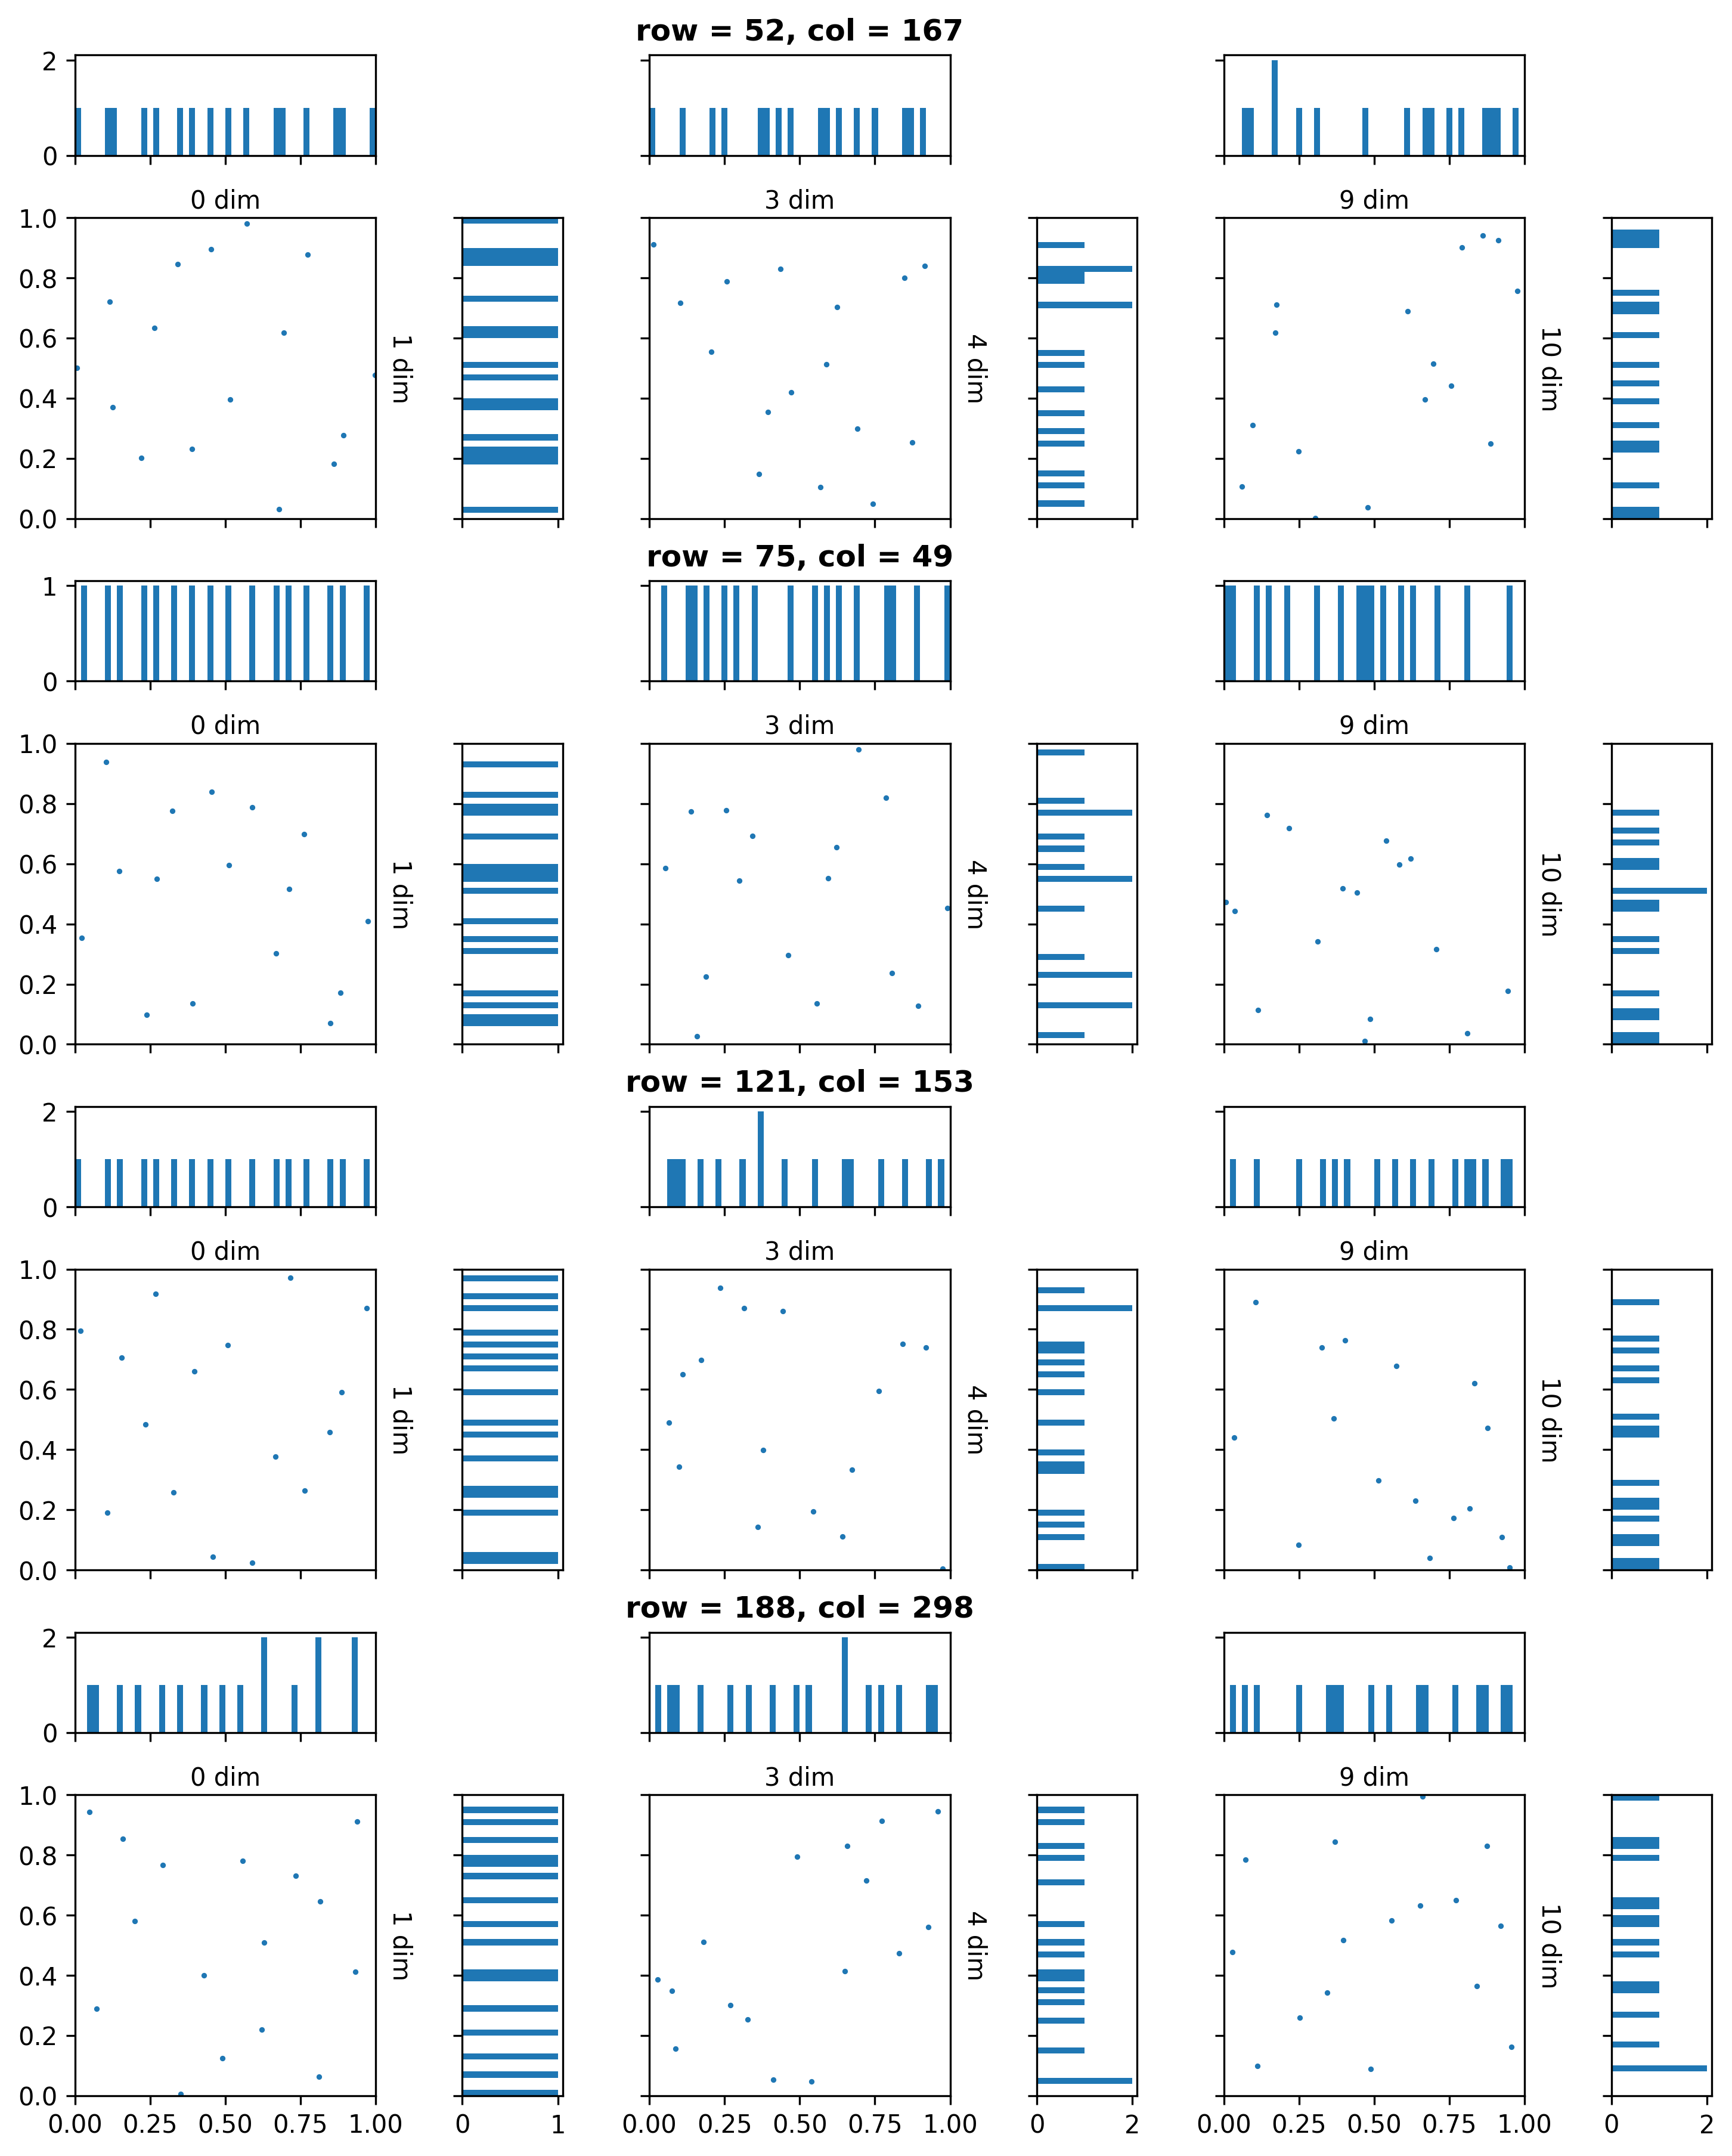 row = 52, col = 167
2
0
0 dim
3 dim
9 dim
1.0
0.8
0.6
0.4
0.2
0.0
1 dim
4 dim
10 dim
row = 75, col = 49
1
0
0 dim
3 dim
9 dim
1.0
0.8
0.6
0.4
0.2
0.0
1 dim
4 dim
10 dim
row = 121, col = 153
2
0
0 dim
3 dim
9 dim
1.0
0.8
0.6
0.4
0.2
0.0
1 dim
4 dim
10 dim
row = 188, col = 298
2
0
0 dim
3 dim
9 dim
1.0
0.8
0.6
0.4
0.2
0.0
1 dim
4 dim
10 dim
0.00 0.25 0.50 0.75 1.00 0 1 0.00 0.25 0.50 0.75 1.00 0 2 0.00 0.25 0.50 0.75 1.00 0 2